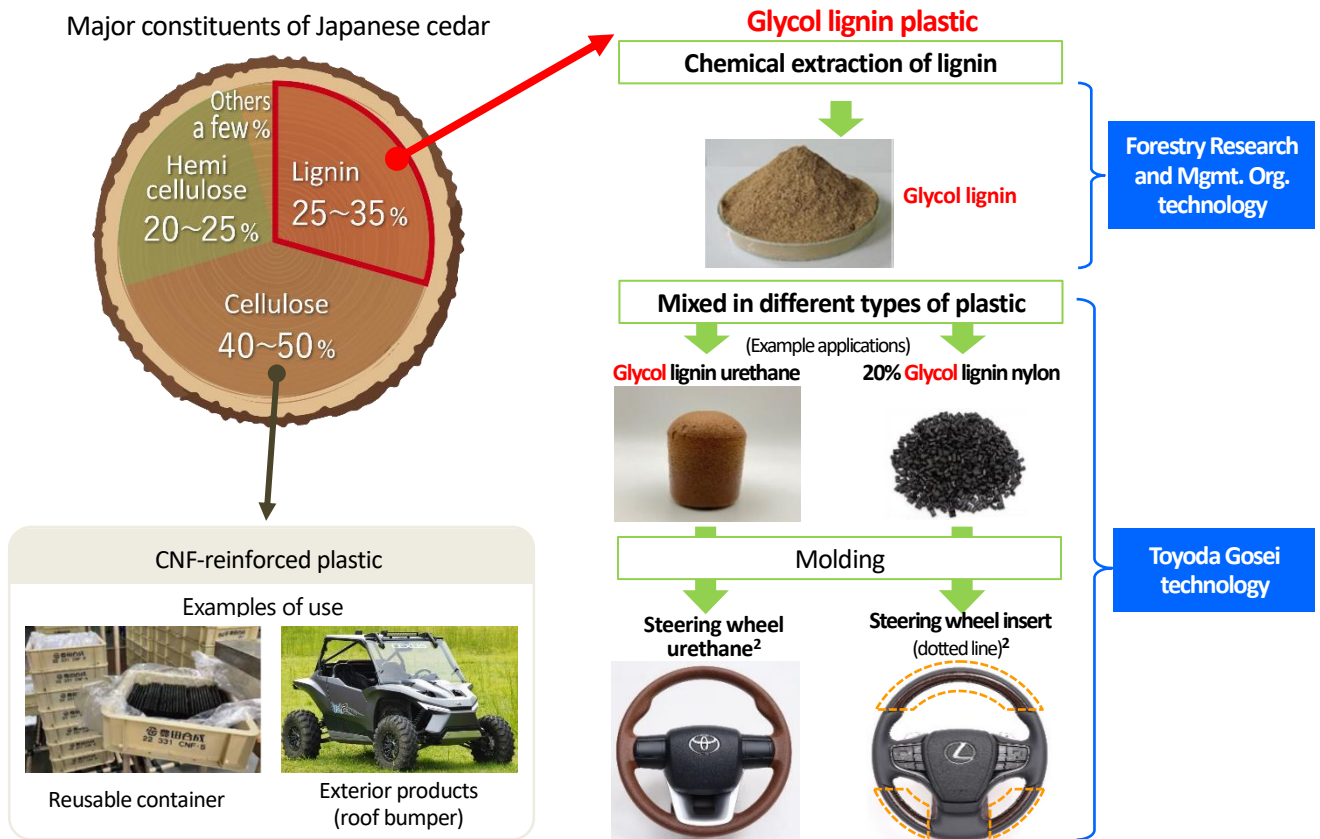 Major constituents of Japanese cedar
Others
a few %
Hemi
cellulose
20~25 %
Lignin
25~35 %
Cellulose
40~50 %
CNF-reinforced plastic
Examples of use
豊田合成
22 331 CNF-S
Reusable container
Exterior products
(roof bumper)
Glycol lignin plastic
Chemical extraction of lignin
Glycol lignin
Forestry Research
and Mgmt. Org.
technology
Mixed in different types of plastic
(Example applications)
Glycol lignin urethane
20% Glycol lignin nylon
Molding
Toyoda Gosei
technology
Steering wheel
urethane²
Steering wheel insert
(dotted line)²